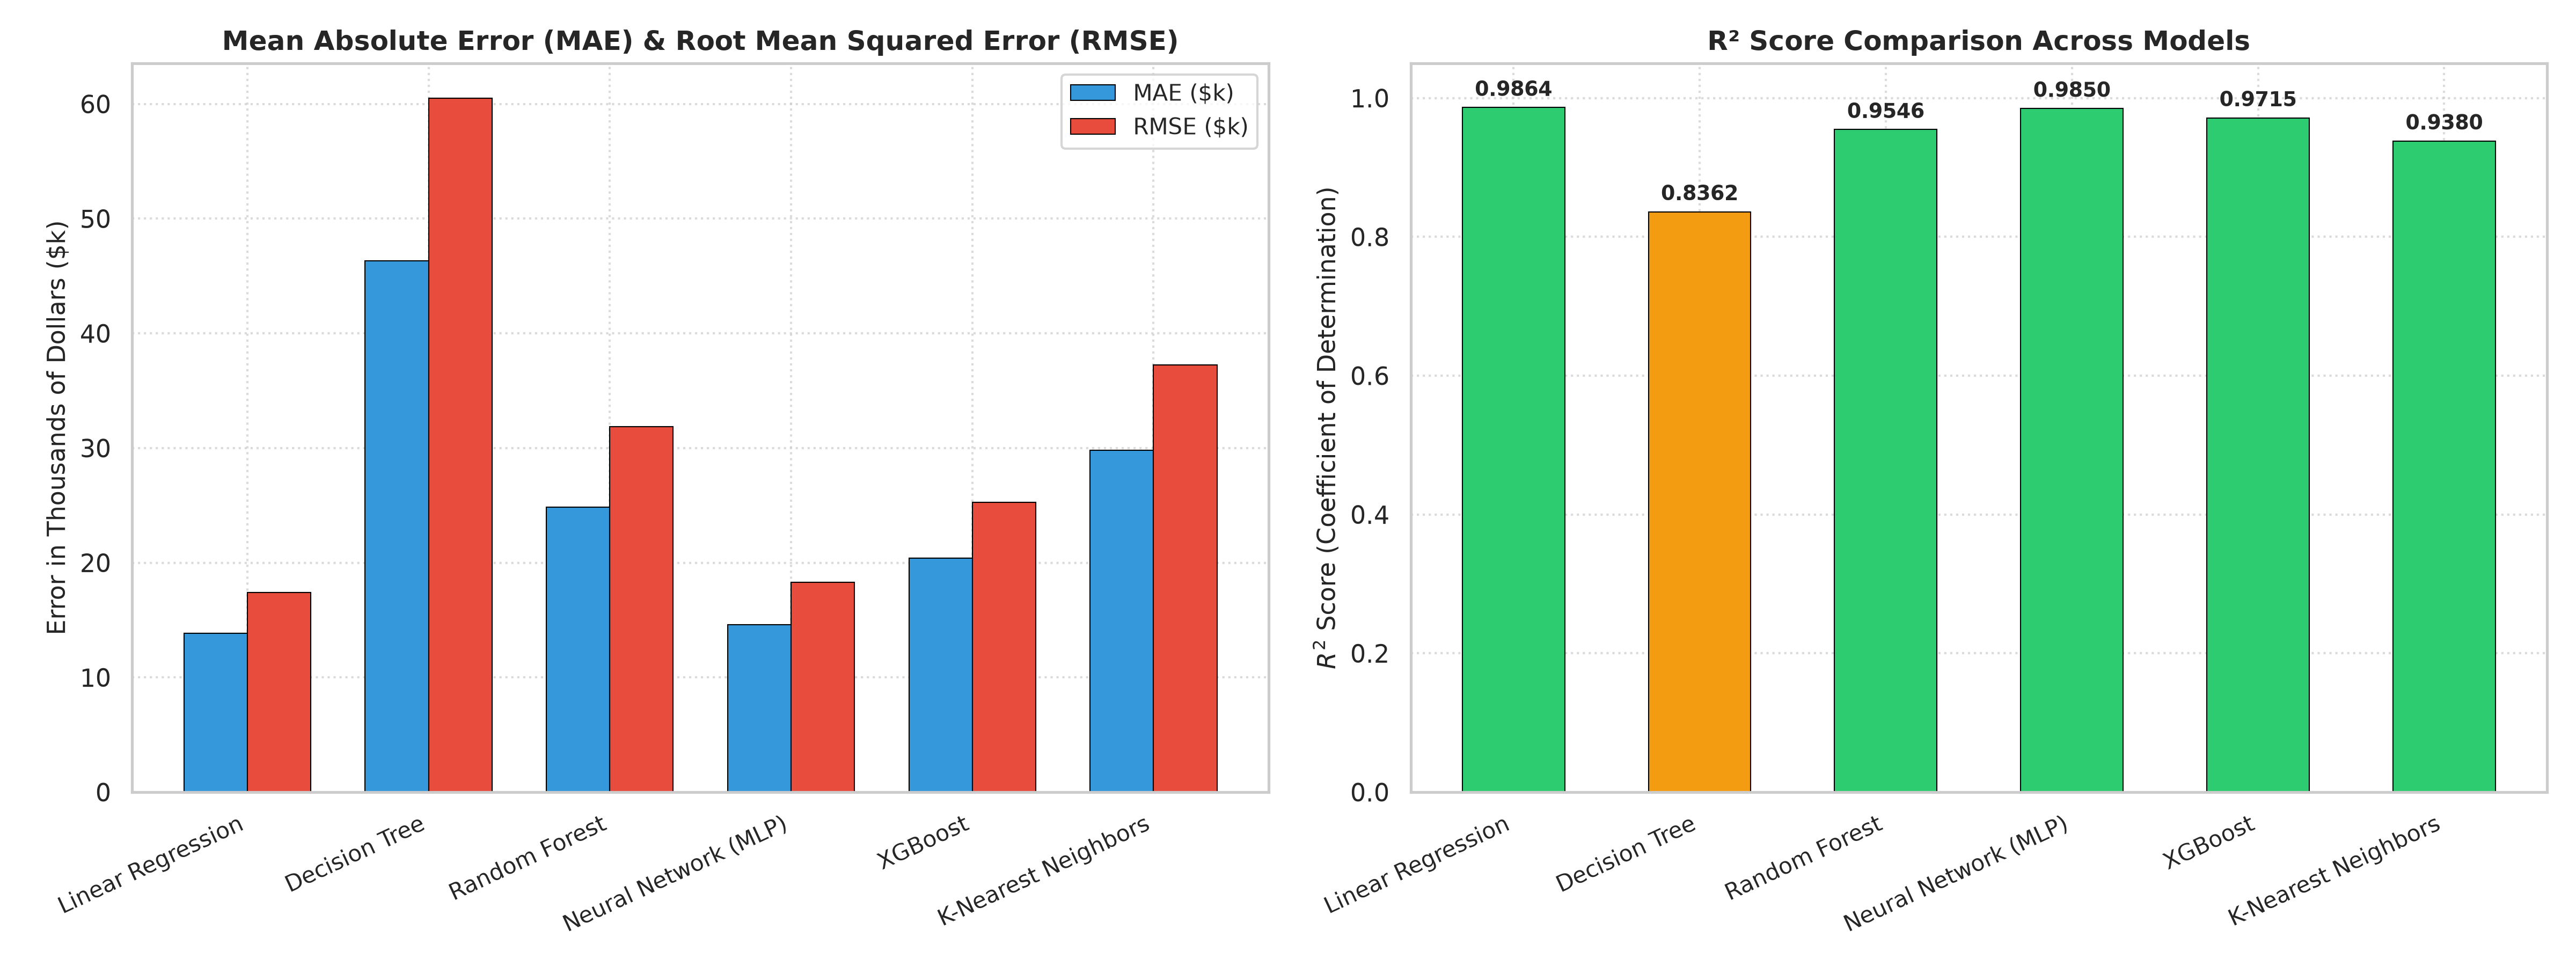 Mean Absolute Error (MAE) & Root Mean Squared Error (RMSE)
MAE ($k)
RMSE ($k)
Error in Thousands of Dollars ($k)
60
50
40
30
20
10
0
Linear Regression
Decision Tree
Random Forest
Neural Network (MLP)
XGBoost
K-Nearest Neighbors
R² Score Comparison Across Models
R² Score (Coefficient of Determination)
1.0
0.8
0.6
0.4
0.2
0.0
0.9864
0.8362
0.9546
0.9850
0.9715
0.9380
Linear Regression
Decision Tree
Random Forest
Neural Network (MLP)
XGBoost
K-Nearest Neighbors